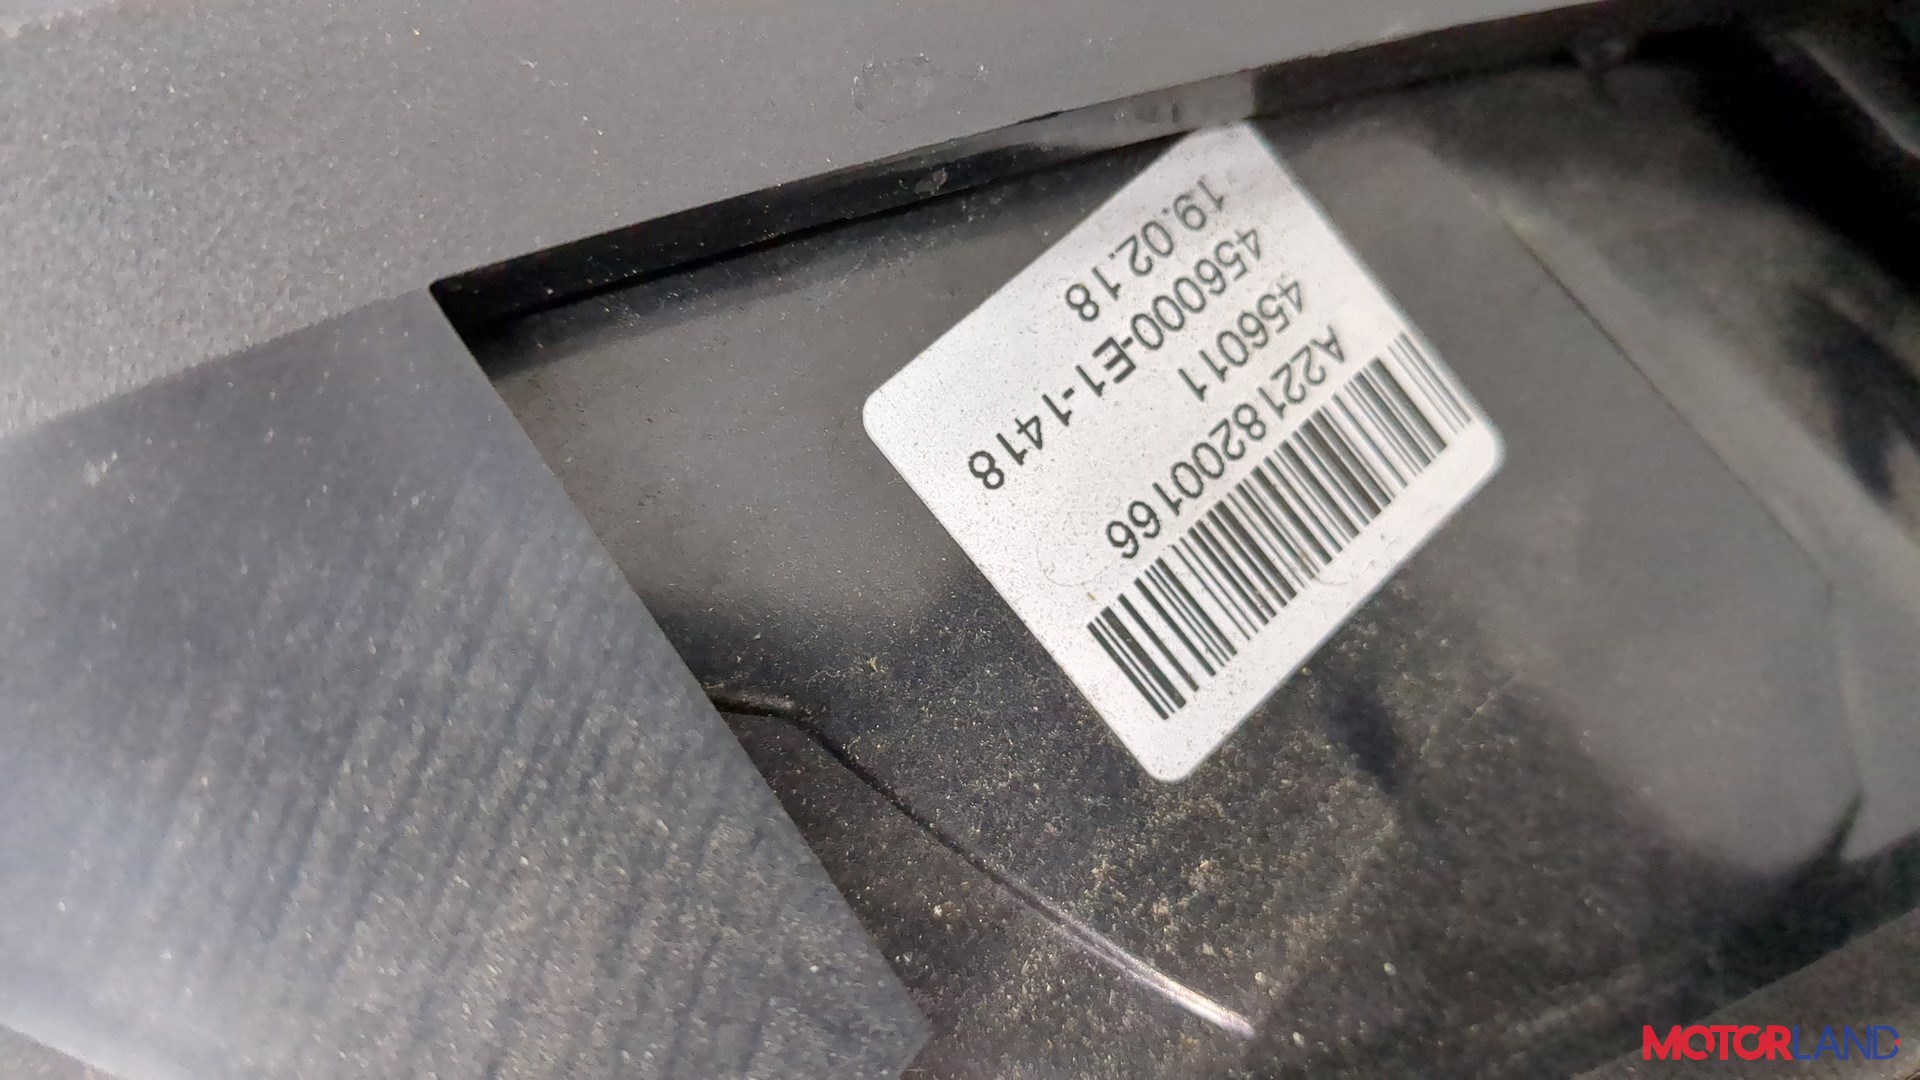 A2218200166
456011
456000-E1-1418
19.02.18
MOTORLAND